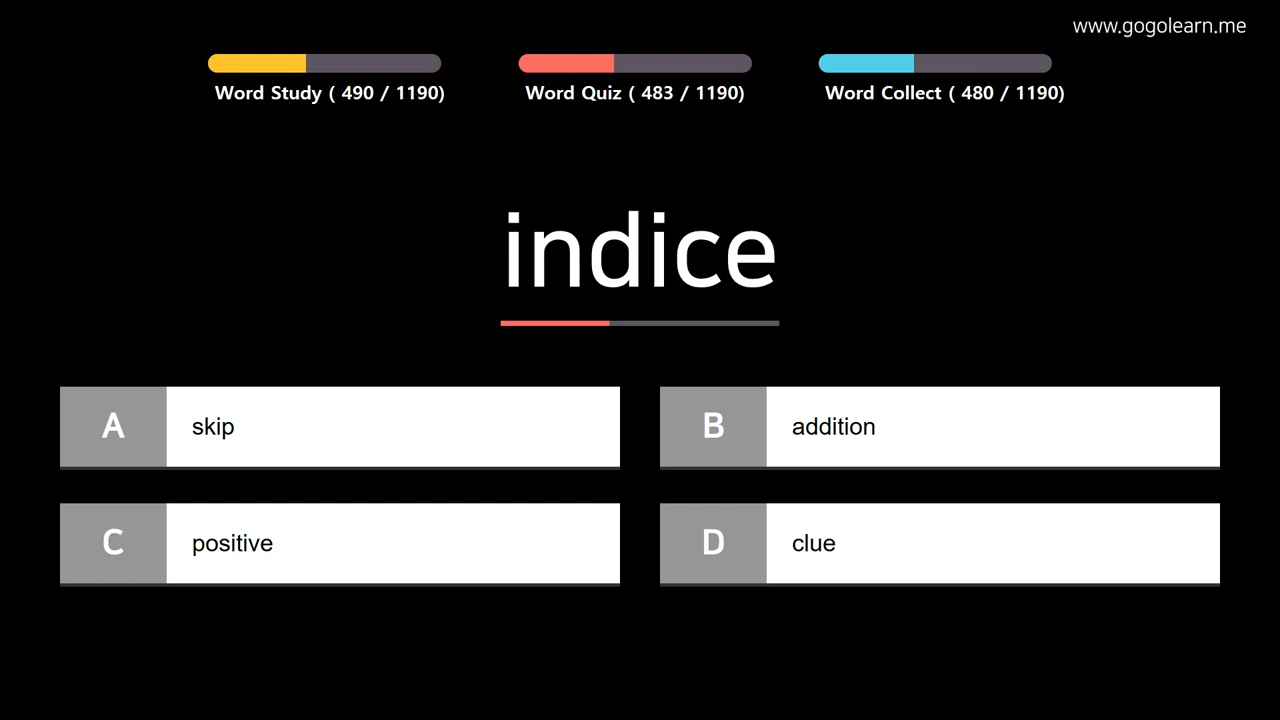 www.gogolearn.me
Word Study ( 490 / 1190)
Word Quiz ( 483 / 1190)
Word Collect ( 480 / 1190)
indice
A skip
B addition
C positive
D clue